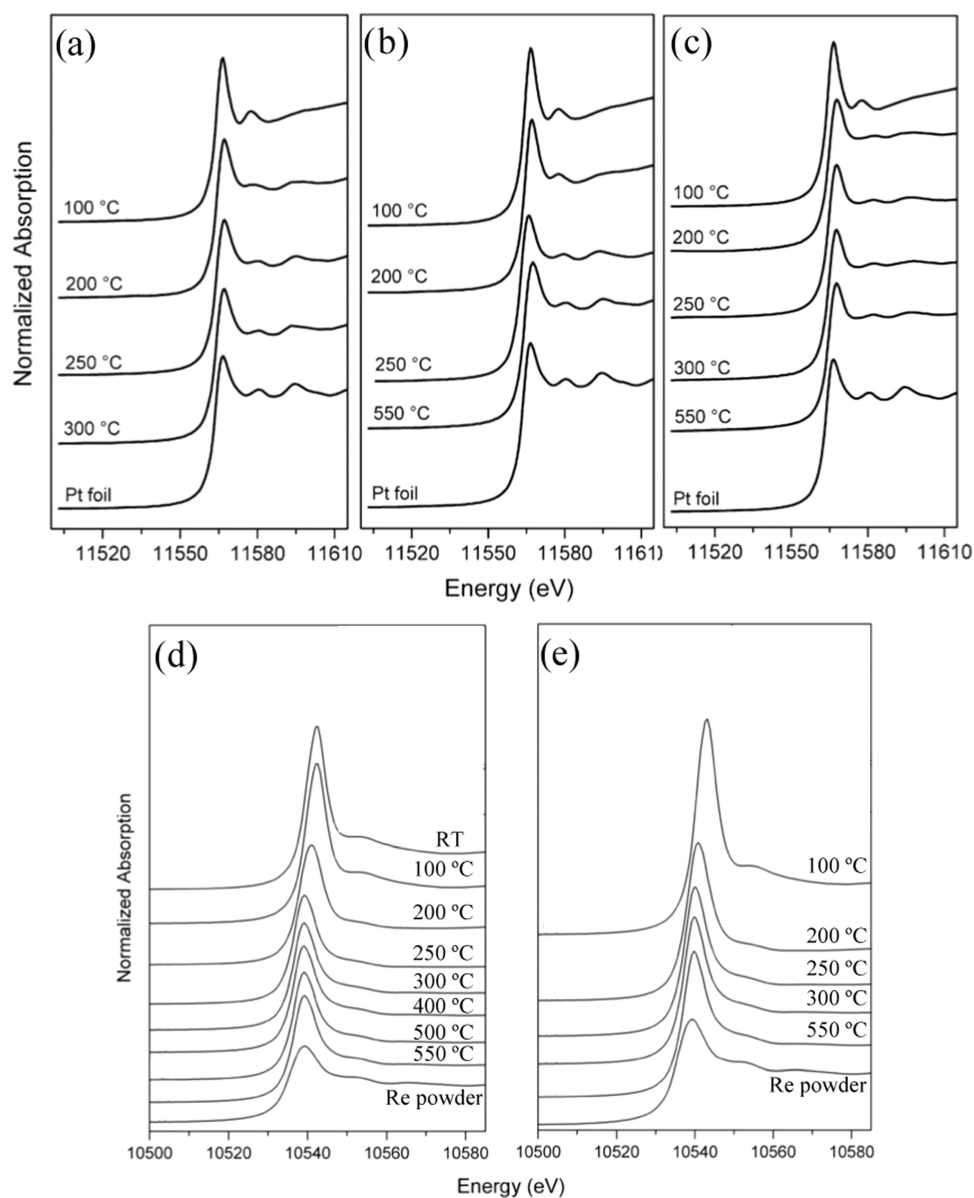 (a)
100 °C
200 °C
250 °C
300 °C
Pt foil
(b)
100 °C
200 °C
250 °C
550 °C
Pt foil
(c)
100 °C
200 °C
250 °C
300 °C
550 °C
Pt foil
Normalized Absorption
11520 11550 11580 11610
11520 11550 11580 1161
11520 11550 11580 11610
Energy (eV)
(d)
RT
100 ºC
200 ºC
250 ºC
300 ºC
400 ºC
500 ºC
550 ºC
Re powder
(e)
100 ºC
200 ºC
250 ºC
300 ºC
550 ºC
Re powder
Normalized Absorption
10500 10520 10540 10560 10580
10500 10520 10540 10560 10580
Energy (eV)